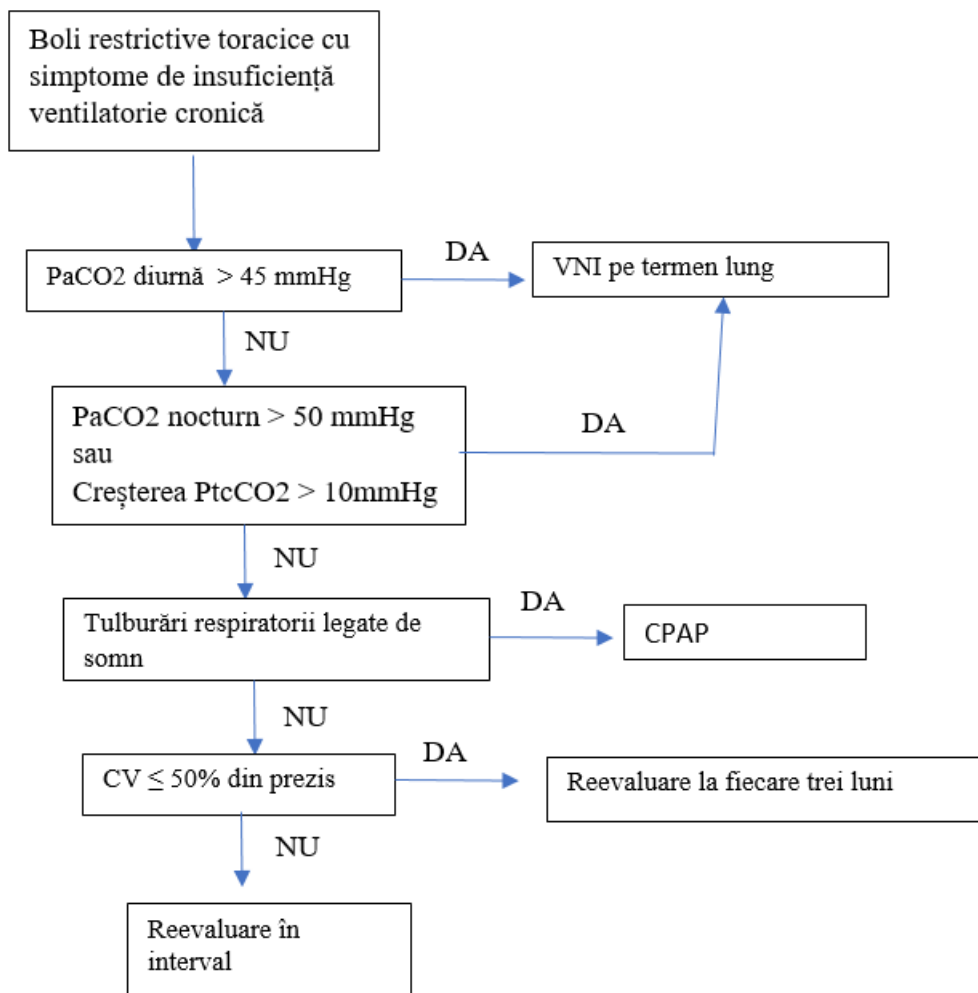 Boli restrictive toracice cu
simptome de insuficiență
ventilatorie cronică
PaCO2 diurnă > 45 mmHg
DA
VNI pe termen lung
NU
PaCO2 nocturn > 50 mmHg
sau
Creșterea PtcCO2 > 10mmHg
DA
NU
Tulburări respiratorii legate de
somn
DA
CPAP
NU
CV ≤ 50% din prezis
DA
Reevaluare la fiecare trei luni
NU
Reevaluare în
interval